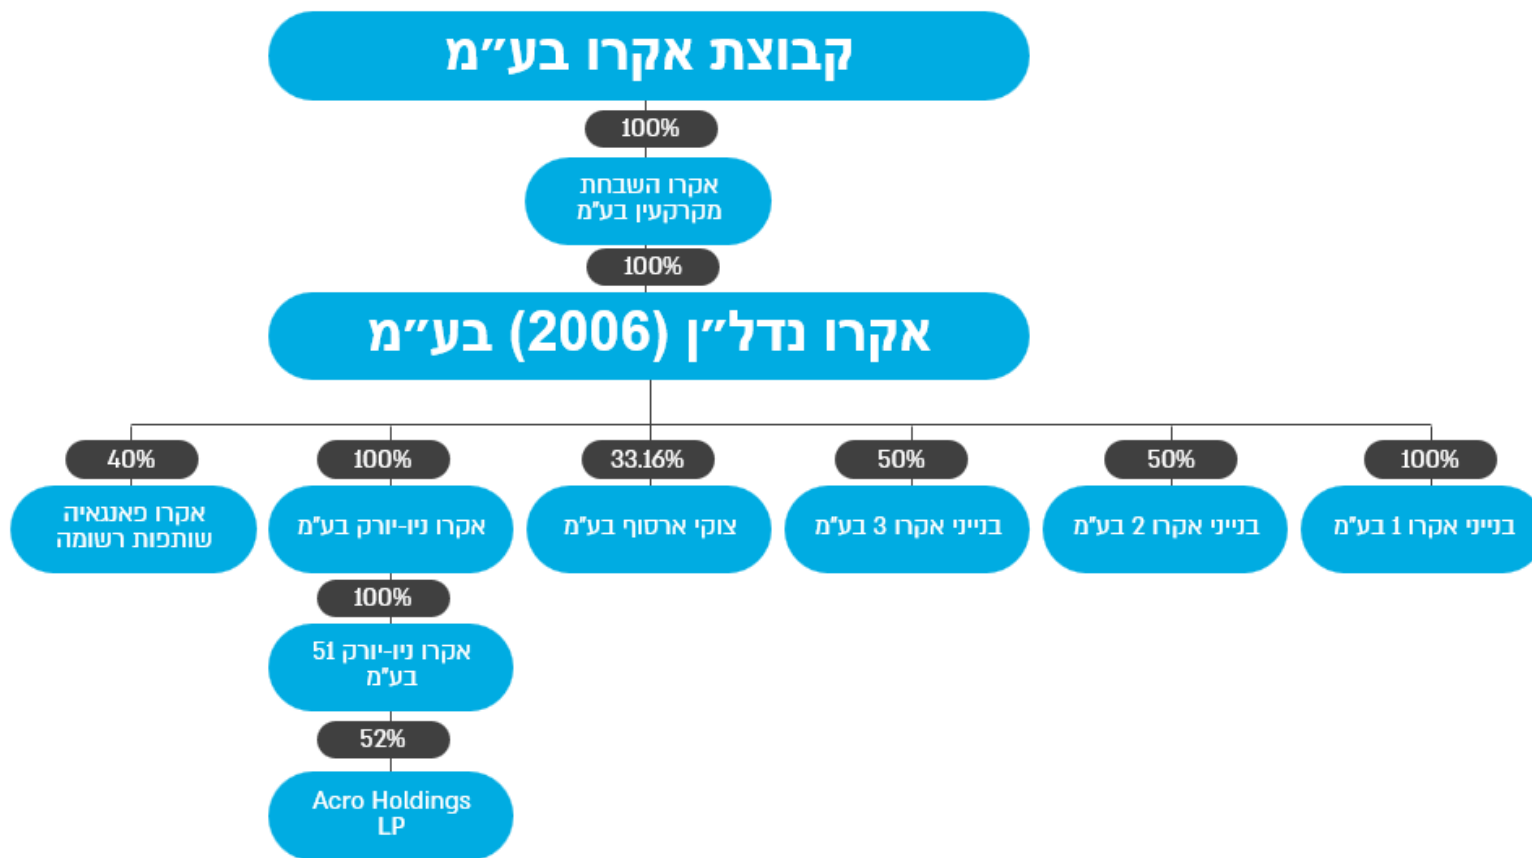 קבוצת אקרו בע״מ
100%
אקרו השבחת
מקרקעין בע"מ
100%
אקרו נדל״ן (2006) בע״מ
100%
50%
50%
33.16%
100%
40%
בנייני אקרו 1 בע"מ
בנייני אקרו 2 בע"מ
בנייני אקרו 3 בע"מ
צוקי ארסוף בע"מ
אקרו ניו-יורק בע"מ
אקרו פאנגאיה
שותפות רשומה
100%
אקרו ניו-יורק 51
בע"מ
52%
Acro Holdings
LP